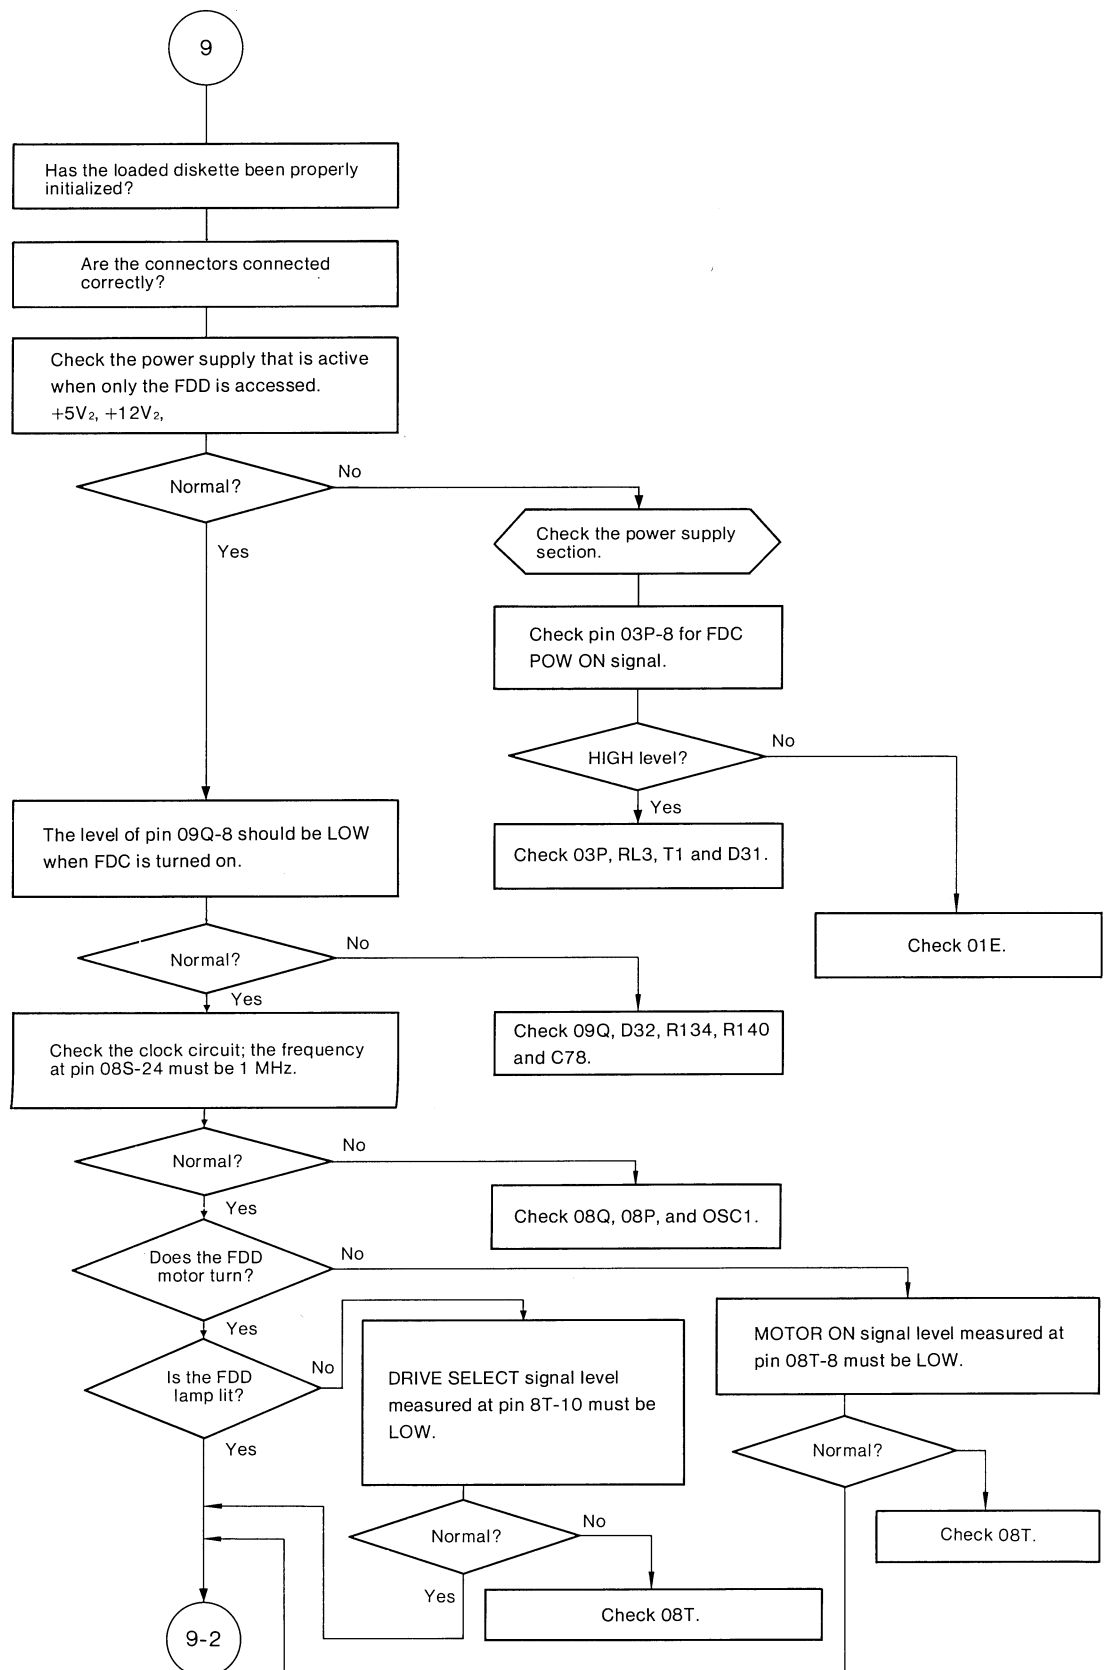 9
Has the loaded diskette been properly
initialized?
Are the connectors connected
correctly?
Check the power supply that is active
when only the FDD is accessed.
+5V₂, +12V₂,
Normal?
No
Yes
Check the power supply
section.
Check pin 03P-8 for FDC
POW ON signal.
HIGH level?
No
Yes
Check 03P, RL3, T1 and D31.
Check 01E.
The level of pin 09Q-8 should be LOW
when FDC is turned on.
Normal?
No
Yes
Check 09Q, D32, R134, R140
and C78.
Check the clock circuit; the frequency
at pin 08S-24 must be 1 MHz.
Normal?
No
Yes
Check 08Q, 08P, and OSC1.
Does the FDD
motor turn?
No
Yes
MOTOR ON signal level measured at
pin 08T-8 must be LOW.
Normal?
Check 08T.
Is the FDD
lamp lit?
No
Yes
DRIVE SELECT signal level
measured at pin 8T-10 must be
LOW.
Normal?
No
Yes
Check 08T.
9-2